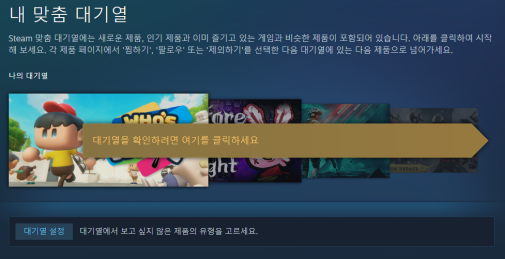 내 맞춤 대기열
Steam 맞춤 대기열에는 새로운 제품, 인기 제품과 이미 즐기고 있는 게임과 비슷한 제품이 포함되어 있습니다. 아래를 클릭하여 시작
해 보세요. 각 제품 페이지에서 '찜하기', '팔로우' 또는 '제외하기'를 선택한 다음 대기열에 있는 다음 제품으로 넘어가세요.
나의 대기열
WHO'S
대기열을 확인하려면 여기를 클릭하세요
대기열 설정 대기열에서 보고 싶지 않은 제품의 유형을 고르세요.